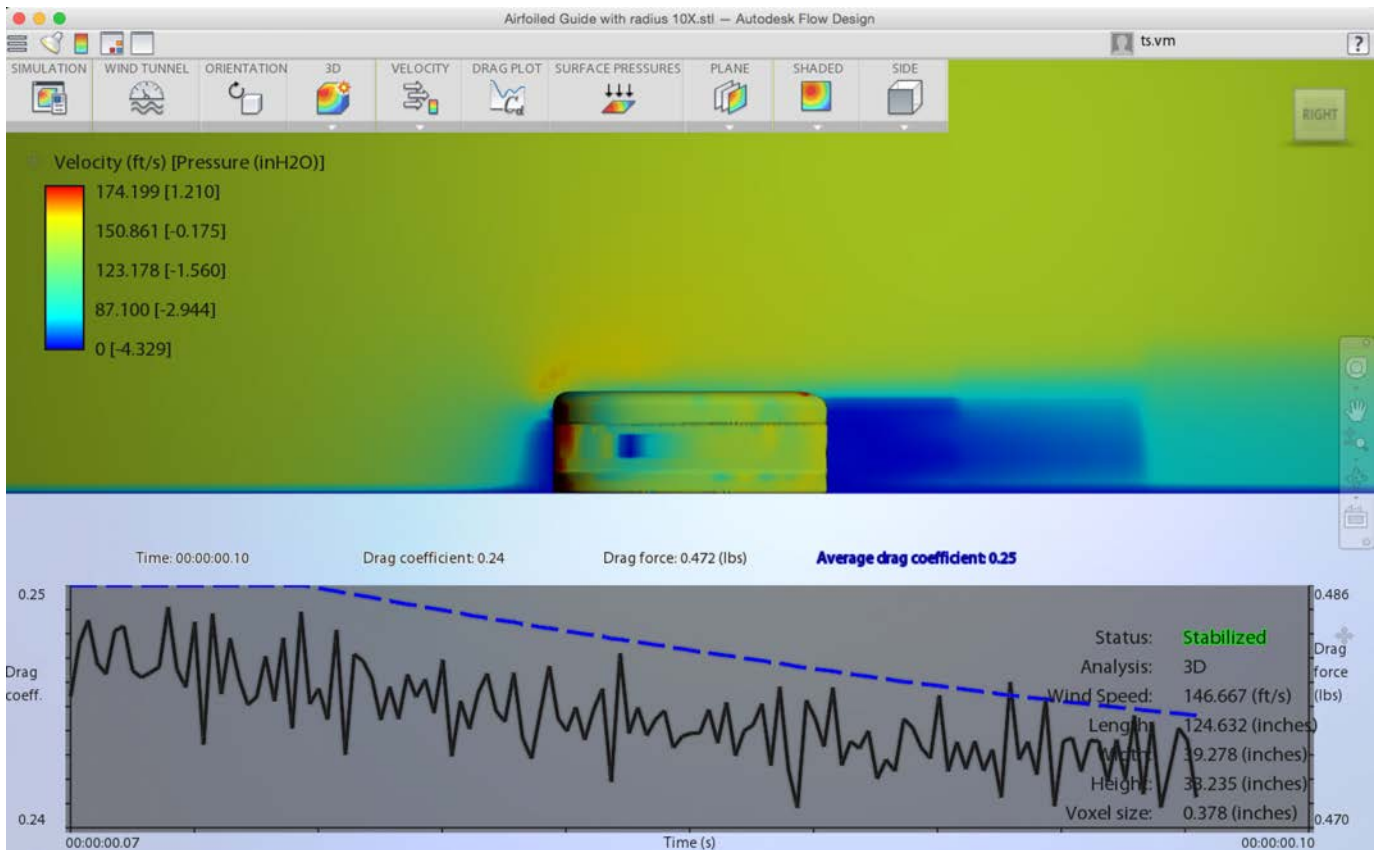 Airfoiled Guide with radius 10X.stl — Autodesk Flow Design
ts.vm
?
SIMULATION WIND TUNNEL ORIENTATION 3D VELOCITY DRAG PLOT SURFACE PRESSURES PLANE SHADED SIDE
Cd
RIGHT
Velocity (ft/s) [Pressure (inH2O)]
174.199 [1.210]
150.861 [-0.175]
123.178 [-1.560]
87.100 [-2.944]
0 [-4.329]
Time: 00:00:00.10 Drag coefficient: 0.24 Drag force: 0.472 (lbs) Average drag coefficient: 0.25
0.25 0.486
Drag
coeff.
Drag
force
(lbs)
Status: Stabilized
Analysis: 3D
Wind Speed: 146.667 (ft/s)
Length: 124.632 (inches)
Width: 39.278 (inches)
Height: 33.235 (inches)
Voxel size: 0.378 (inches)
0.24 0.470
00:00:00.07 Time (s) 00:00:00.10